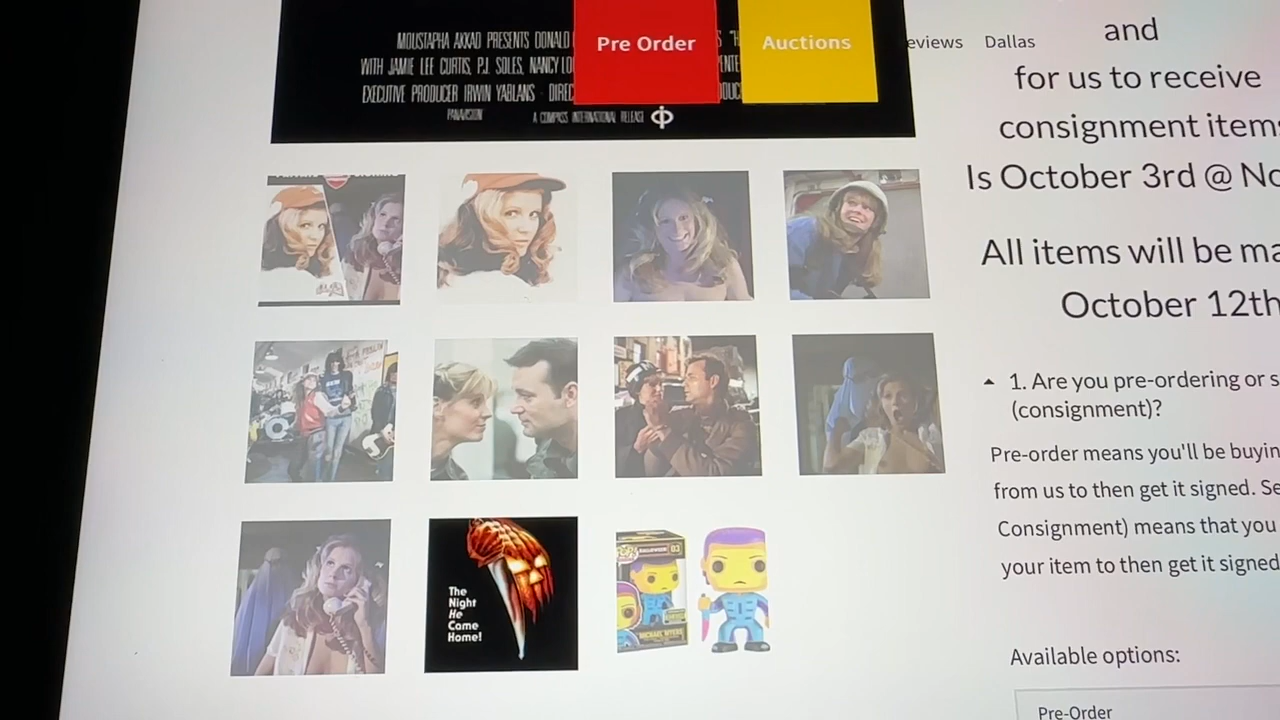 MOUSTAPHA AKKAD PRESENTS DONALD
WITH JAMIE LEE CURTIS, P.J. SOLES, NANCY LO
EXECUTIVE PRODUCER IRWIN YABLANS DIREC
PANAVISION
A COMPASS INTERNATIONAL RELEASE
Pre Order
Auctions
eviews Dallas
and
for us to receive
consignment items
Is October 3rd @ No
All items will be ma
October 12th
1. Are you pre-ordering or s
(consignment)?
Pre-order means you'll be buyin
from us to then get it signed. Se
Consignment) means that you
your item to then get it signed
Available options:
Pre-Order
The
Night
He
Came
Home!
HALLOWEEN 03
MICHAEL MYERS